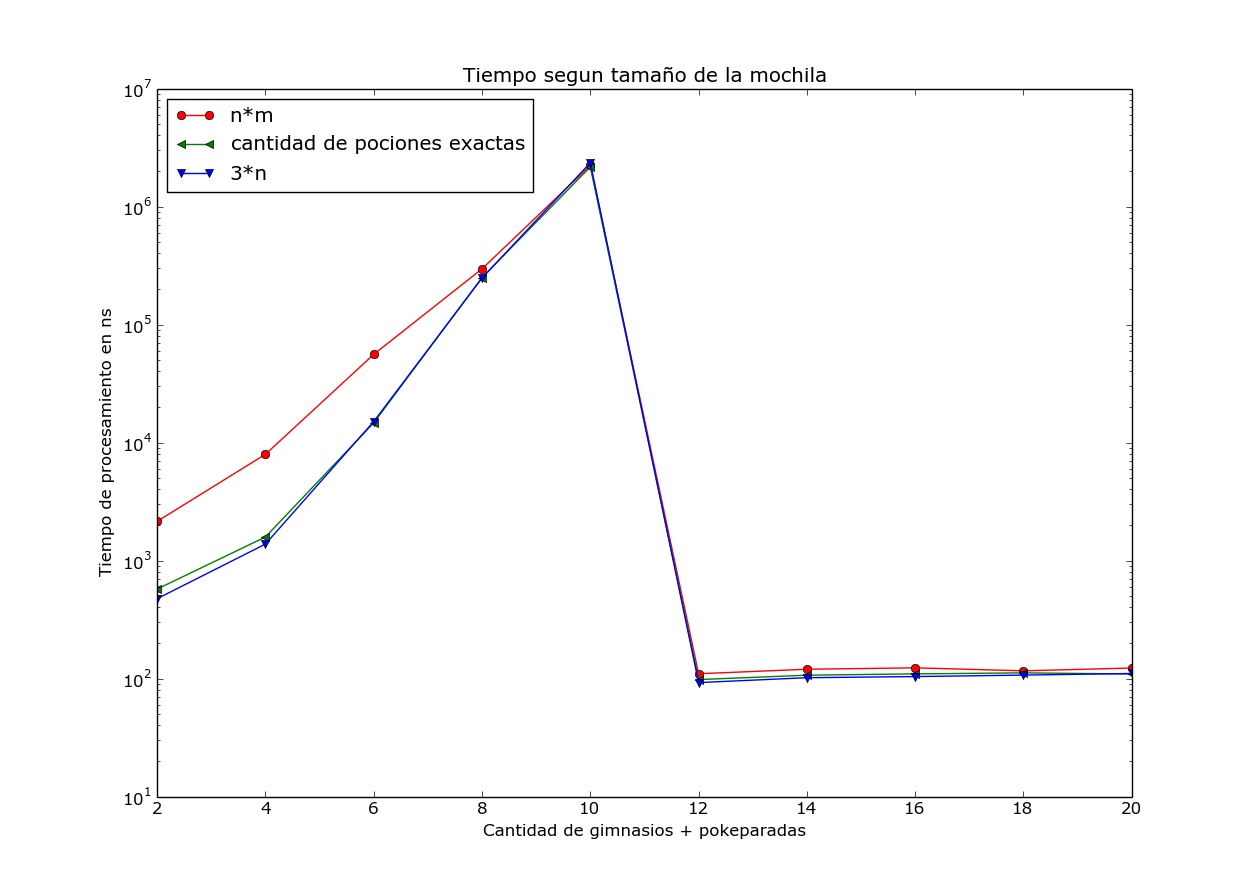 Tiempo segun tamaño de la mochila
10^7
n*m
cantidad de pociones exactas
3*n
10^6
10^5
10^4
10^3
10^2
10^1
Tiempo de procesamiento en ns
2 4 6 8 10 12 14 16 18 20
Cantidad de gimnasios + pokeparadas